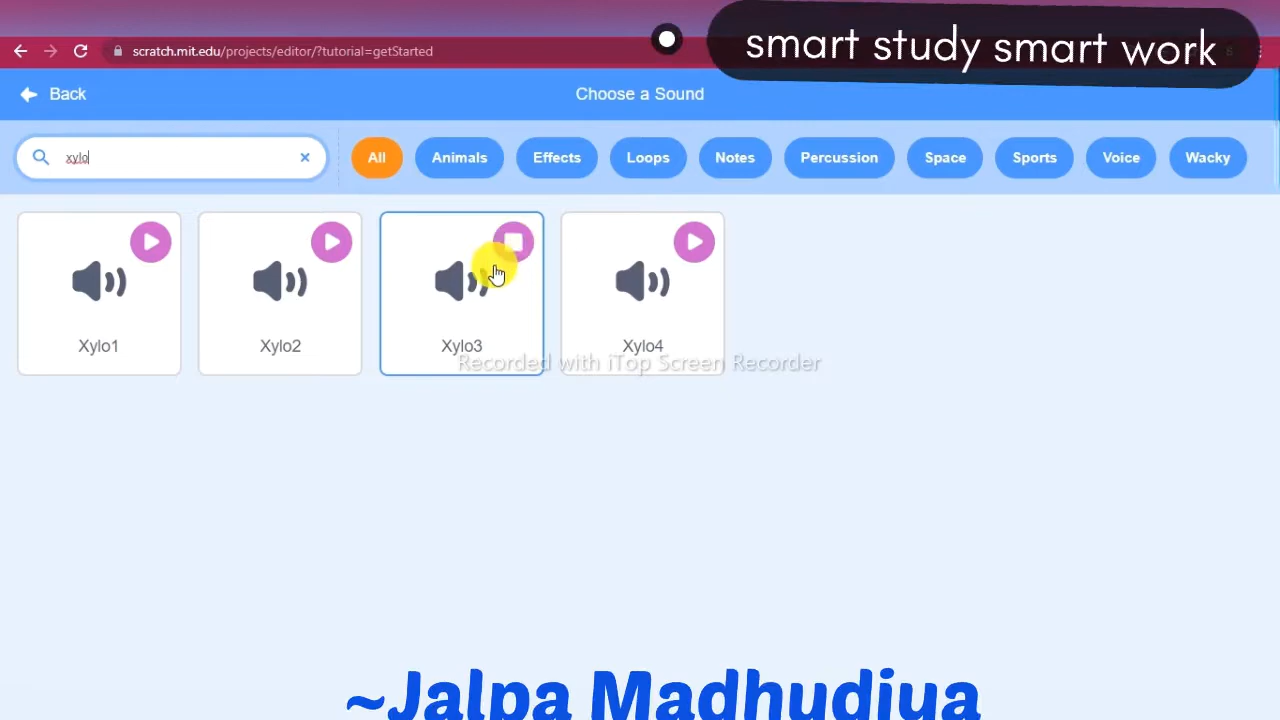 smart study smart work
scratch.mit.edu/projects/editor/?tutorial=getStarted
Back
Choose a Sound
xylo
All
Animals
Effects
Loops
Notes
Percussion
Space
Sports
Voice
Wacky
Xylo1
Xylo2
Xylo3
Xylo4
Recorded with iTop Screen Recorder
~Jalpa Madhudiya